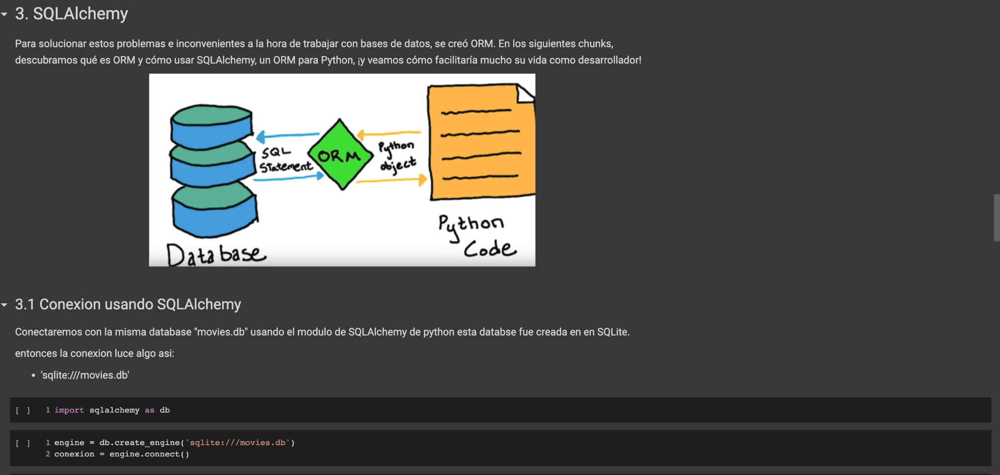 3. SQLAlchemy
Para solucionar estos problemas e inconvenientes a la hora de trabajar con bases de datos, se creó ORM. En los siguientes chunks,
descubramos qué es ORM y cómo usar SQLAlchemy, un ORM para Python, ¡y veamos cómo facilitaría mucho su vida como desarrollador!
SQL
Statement
ORM
Python
object
Database
Python
Code
3.1 Conexion usando SQLAlchemy
Conectaremos con la misma database "movies.db" usando el modulo de SQLAlchemy de python esta databse fue creada en en SQLite.
entonces la conexion luce algo asi:
• 'sqlite:///movies.db'
[ ] 1 import sqlalchemy as db
[ ] 1 engine = db.create_engine('sqlite:///movies.db')
2 conexion = engine.connect()